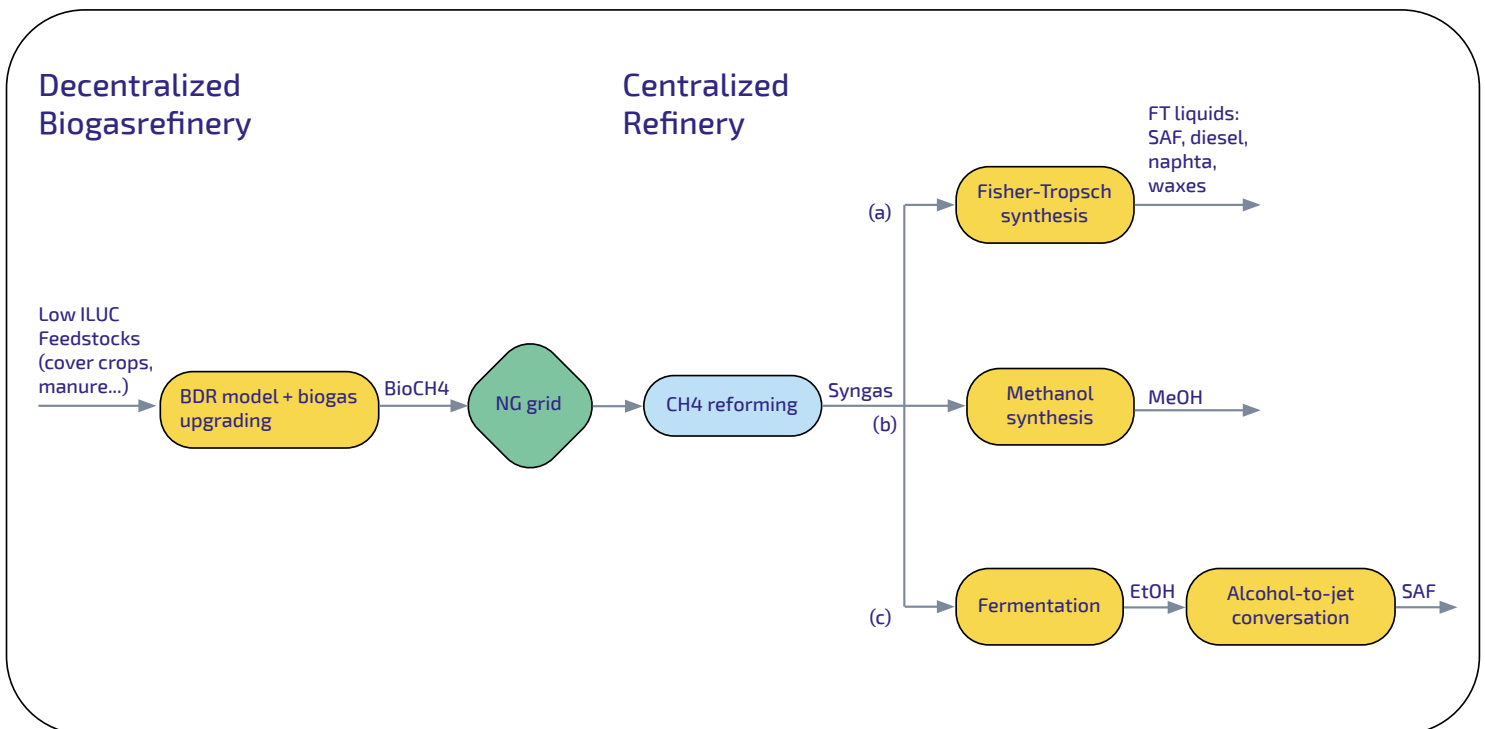 Decentralized
Biogasrefinery
Centralized
Refinery
FT liquids:
SAF, diesel,
naphta,
waxes
Fisher-Tropsch
synthesis
(a)
Low ILUC
Feedstocks
(cover crops,
manure...)
BDR model + biogas
upgrading
BioCH4
NG grid
CH4 reforming
Syngas
(b)
Methanol
synthesis
MeOH
(c)
Fermentation
EtOH
Alcohol-to-jet
conversation
SAF